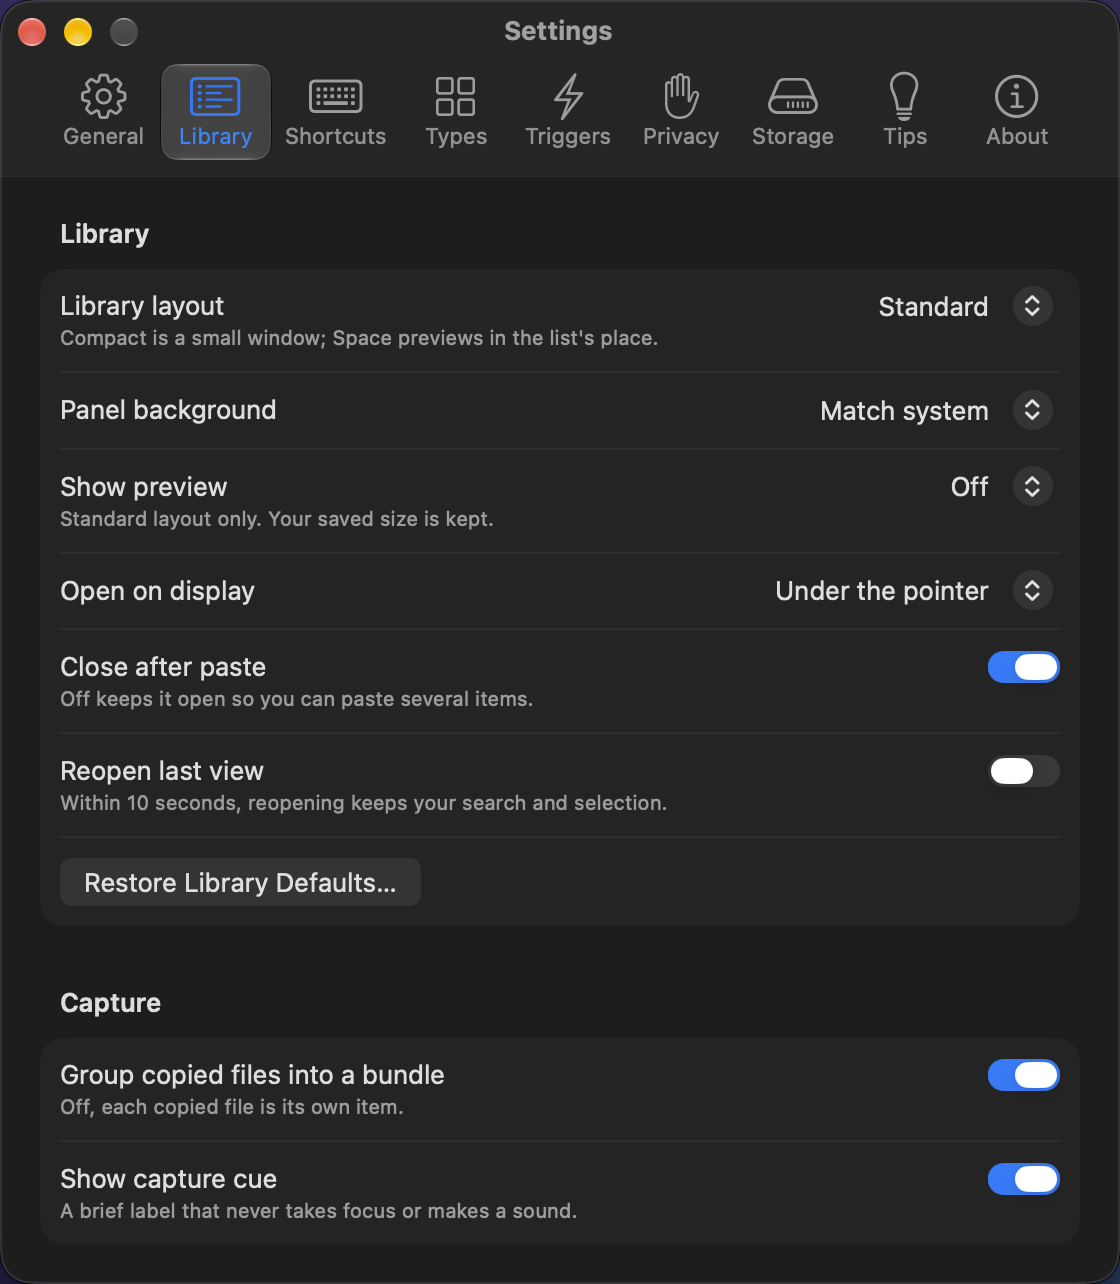 Settings
General
Library
Shortcuts
Types
Triggers
Privacy
Storage
Tips
About
Library
Library layout
Standard
Compact is a small window; Space previews in the list's place.
Panel background
Match system
Show preview
Off
Standard layout only. Your saved size is kept.
Open on display
Under the pointer
Close after paste
Off keeps it open so you can paste several items.
Reopen last view
Within 10 seconds, reopening keeps your search and selection.
Restore Library Defaults...
Capture
Group copied files into a bundle
Off, each copied file is its own item.
Show capture cue
A brief label that never takes focus or makes a sound.